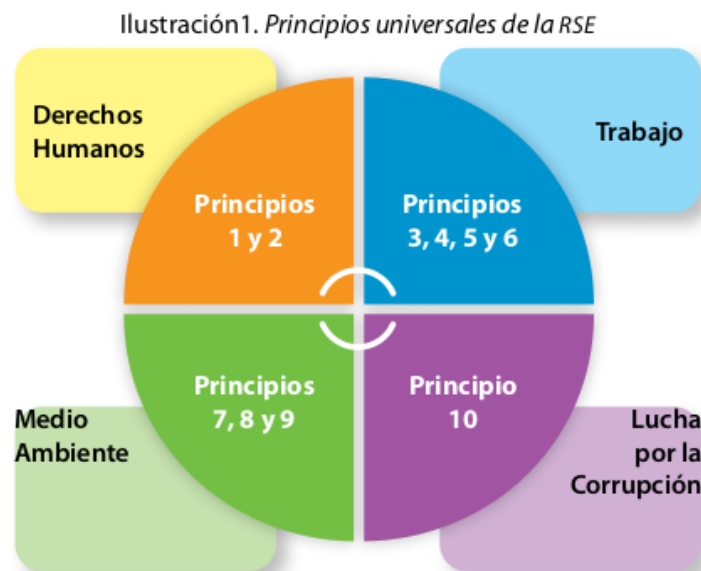 Ilustración1. Principios universales de la RSE
Derechos
Humanos
Trabajo
Principios
1 y 2
Principios
3, 4, 5 y 6
Principios
7, 8 y 9
Principio
10
Medio
Ambiente
Lucha
por la
Corrupción